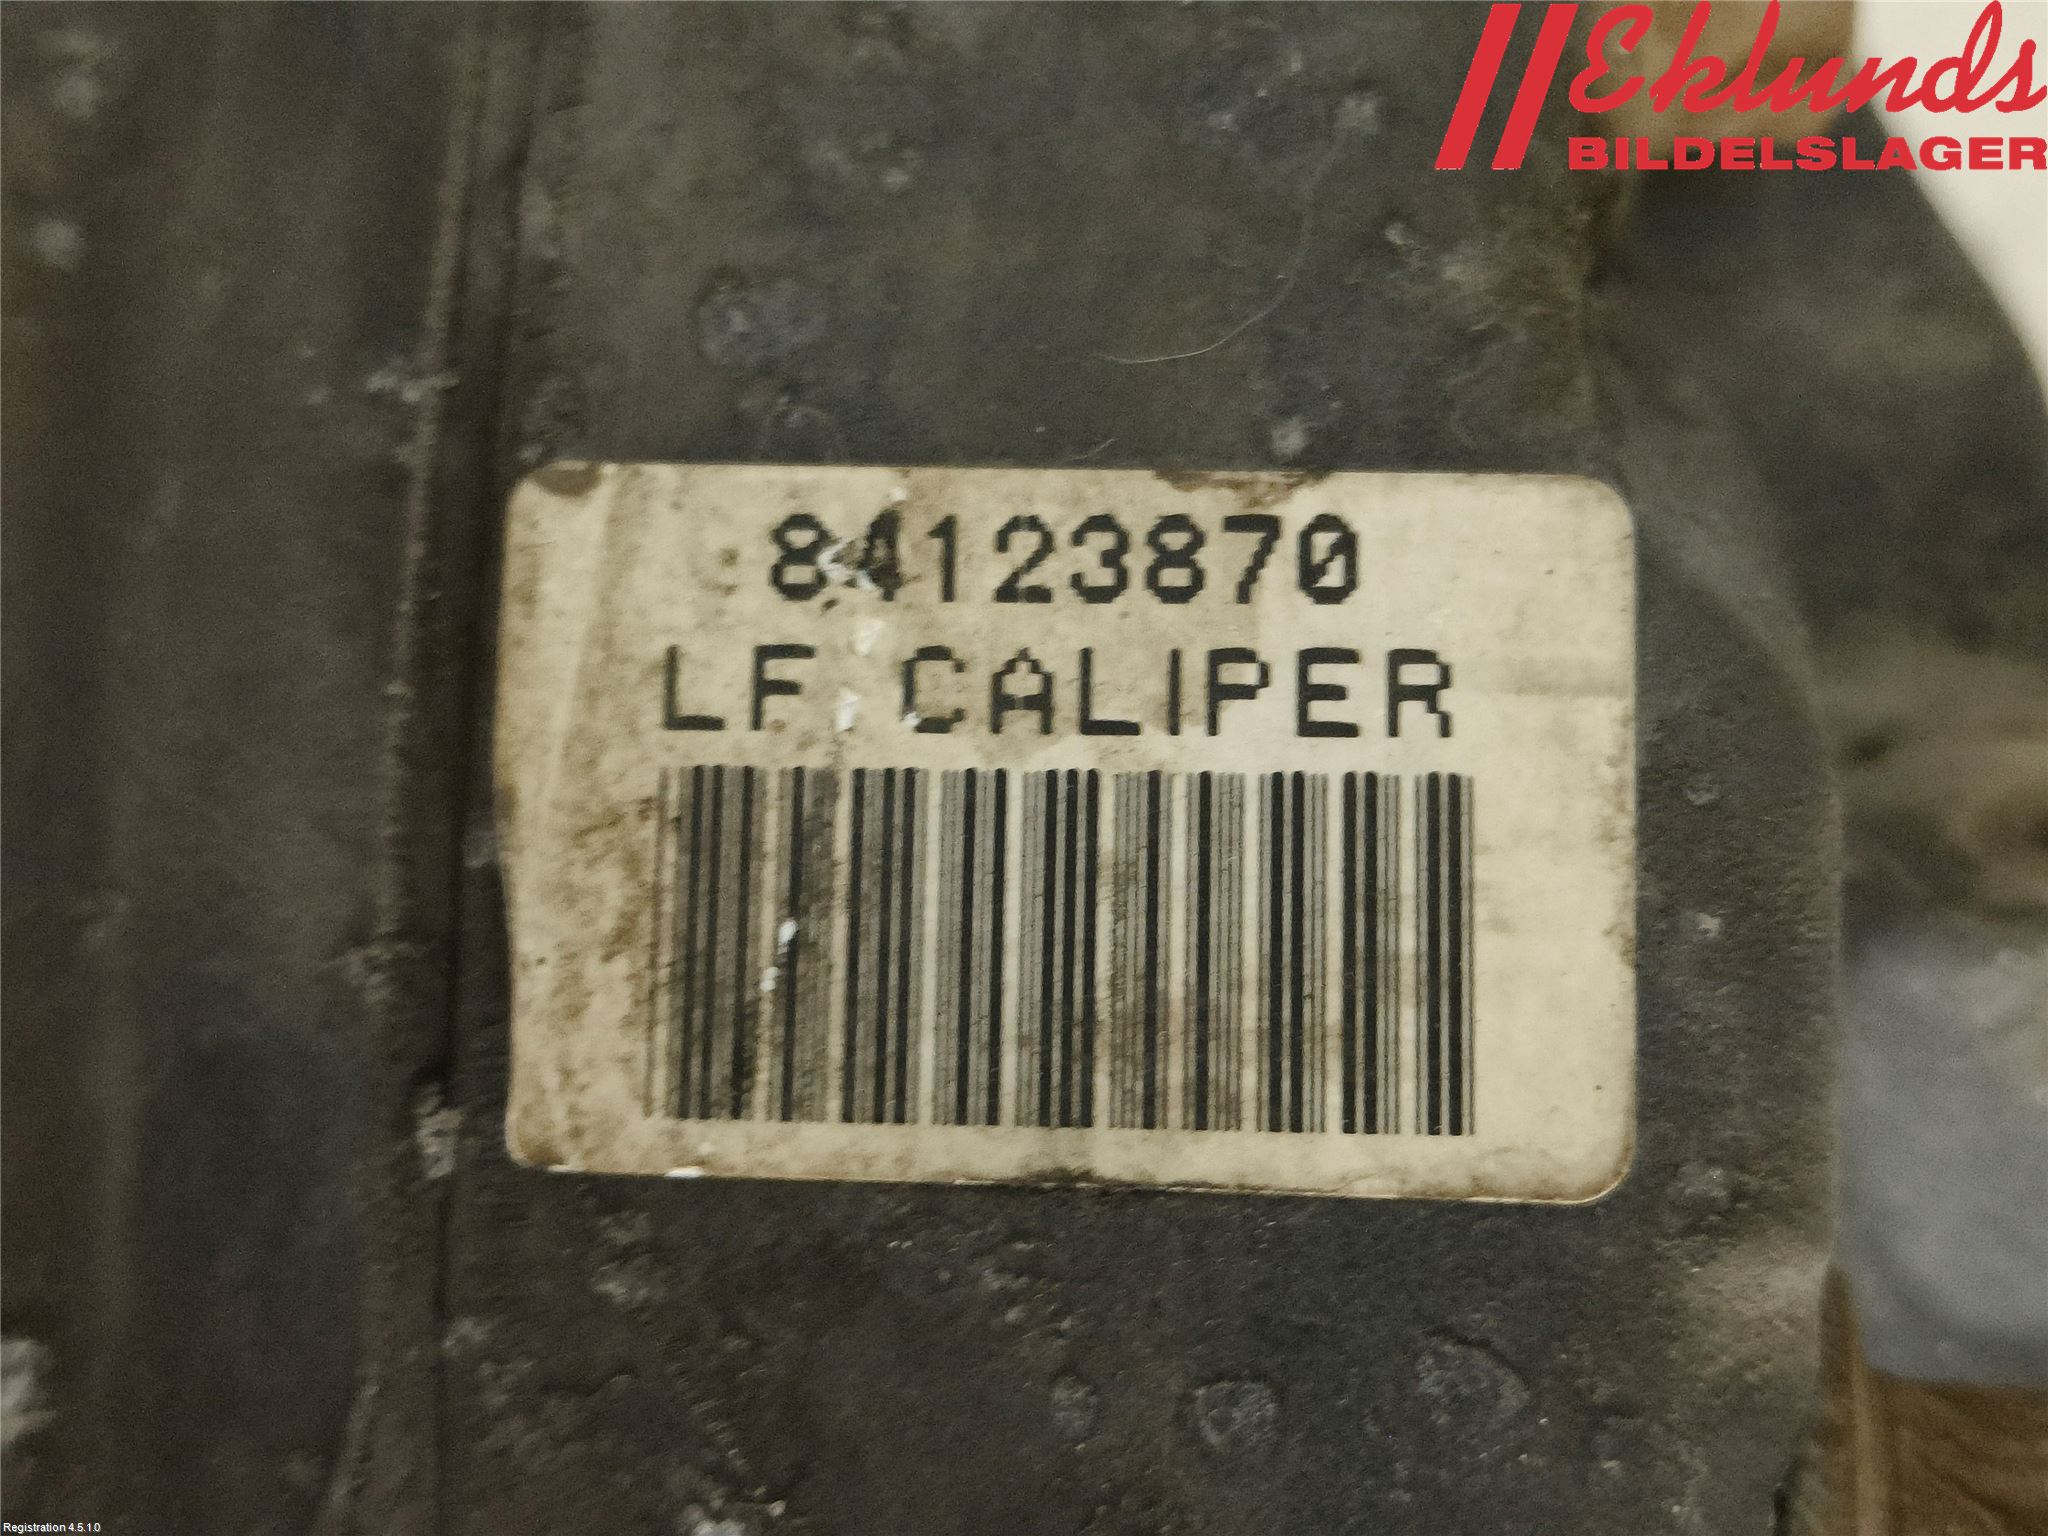 Eklunds
BILDELSLAGER
84123870
LF CALIPER
Registration 4.5.1.0